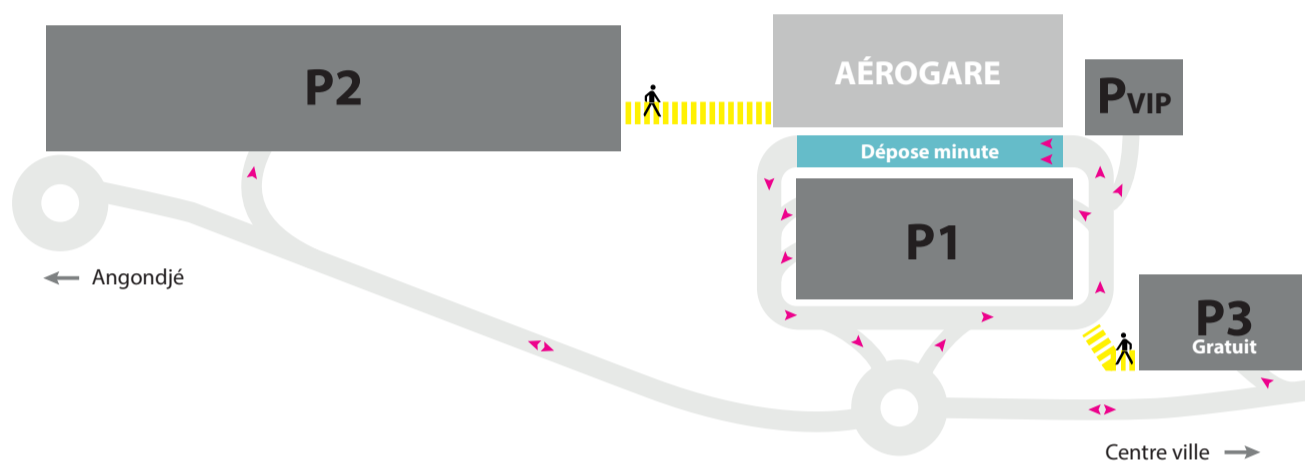 P2
AÉROGARE
PVIP
Dépose minute
P1
Angondjé
P3
Gratuit
Centre ville